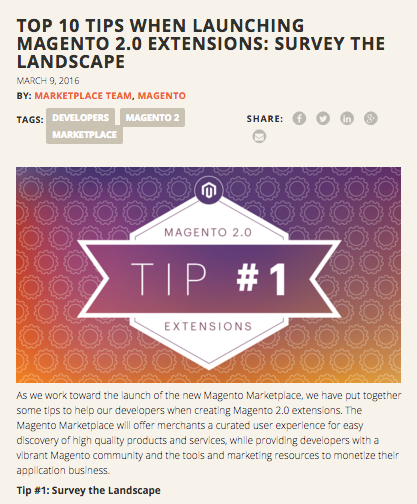 TOP 10 TIPS WHEN LAUNCHING
MAGENTO 2.0 EXTENSIONS: SURVEY THE
LANDSCAPE
MARCH 9, 2016
BY: MARKETPLACE TEAM, MAGENTO
TAGS: DEVELOPERS MAGENTO 2
MARKETPLACE
SHARE:
MAGENTO 2.0
TIP #1
EXTENSIONS
As we work toward the launch of the new Magento Marketplace, we have put together
some tips to help our developers when creating Magento 2.0 extensions. The
Magento Marketplace will offer merchants a curated user experience for easy
discovery of high quality products and services, while providing developers with a
vibrant Magento community and the tools and marketing resources to monetize their
application business.
Tip #1: Survey the Landscape